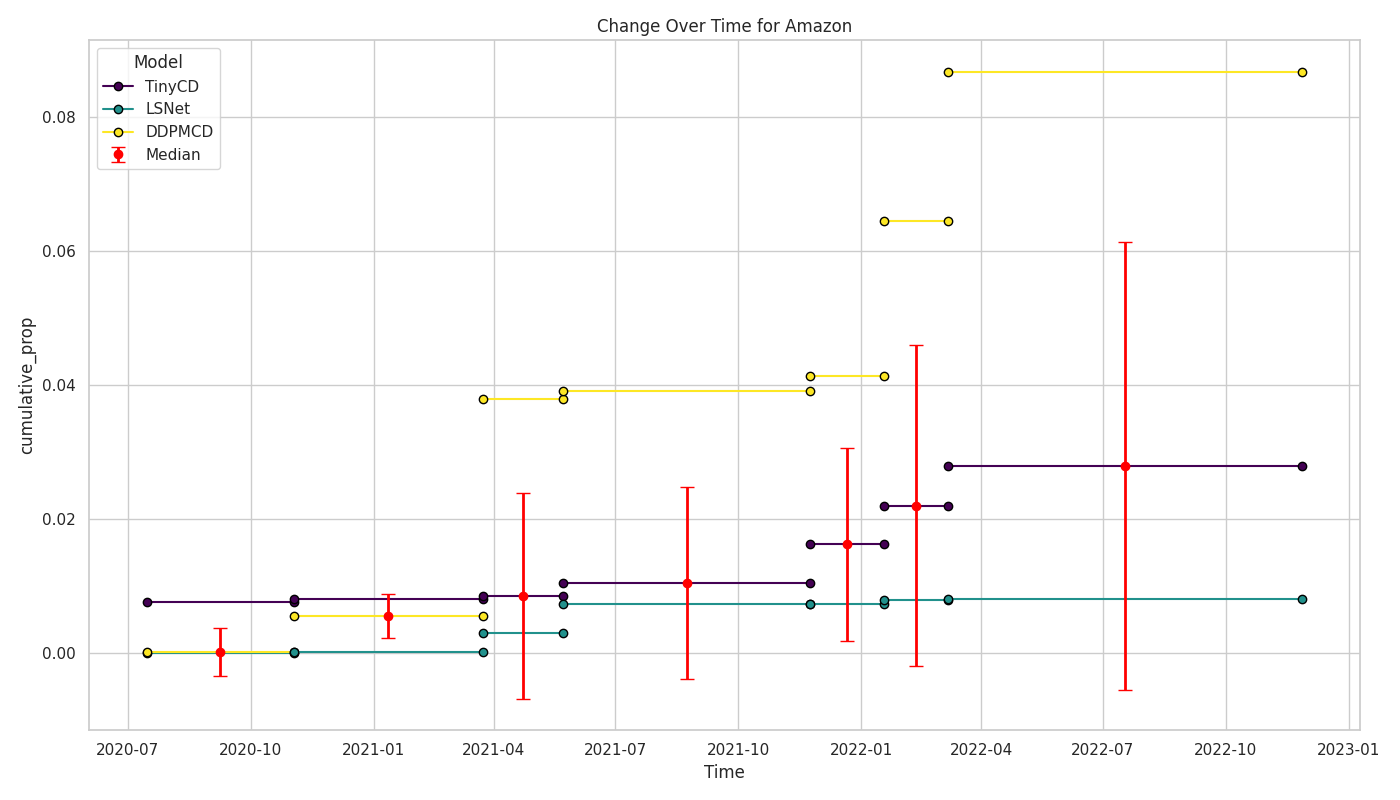 Change Over Time for Amazon
Model
TinyCD
LSNet
DDPMCD
Median
cumulative_prop
0.08
0.06
0.04
0.02
0.00
2020-07
2020-10
2021-01
2021-04
2021-07
2021-10
2022-01
2022-04
2022-07
2022-10
2023-01
Time